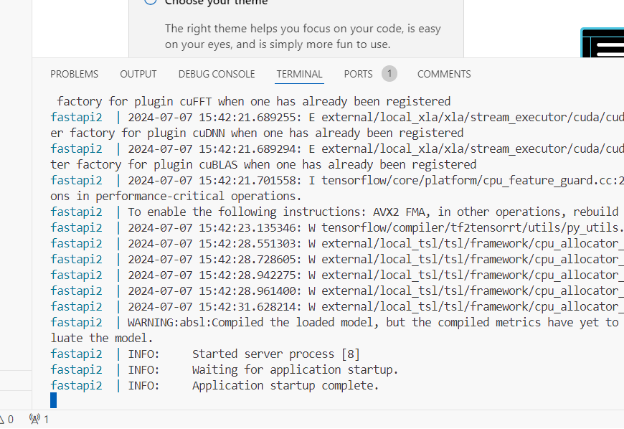 Choose your theme
The right theme helps you focus on your code, is easy
on your eyes, and is simply more fun to use.
PROBLEMS OUTPUT DEBUG CONSOLE TERMINAL PORTS 1 COMMENTS
factory for plugin cuFFT when one has already been registered
fastapi2 | 2024-07-07 15:42:21.689255: E external/local_xla/xla/stream_executor/cuda/cud
er factory for plugin cuDNN when one has already been registered
fastapi2 | 2024-07-07 15:42:21.689294: E external/local_xla/xla/stream_executor/cuda/cud
ter factory for plugin cuBLAS when one has already been registered
fastapi2 | 2024-07-07 15:42:21.701558: I tensorflow/core/platform/cpu_feature_guard.cc:2
ons in performance-critical operations.
fastapi2 | To enable the following instructions: AVX2 FMA, in other operations, rebuild
fastapi2 | 2024-07-07 15:42:23.135346: W tensorflow/compiler/tf2tensorrt/utils/py_utils.
fastapi2 | 2024-07-07 15:42:28.551303: W external/local_tsl/tsl/framework/cpu_allocator_
fastapi2 | 2024-07-07 15:42:28.728605: W external/local_tsl/tsl/framework/cpu_allocator_
fastapi2 | 2024-07-07 15:42:28.942275: W external/local_tsl/tsl/framework/cpu_allocator_
fastapi2 | 2024-07-07 15:42:28.961400: W external/local_tsl/tsl/framework/cpu_allocator_
fastapi2 | 2024-07-07 15:42:31.628214: W external/local_tsl/tsl/framework/cpu_allocator_
fastapi2 | WARNING:absl:Compiled the loaded model, but the compiled metrics have yet to
luate the model.
fastapi2 | INFO: Started server process [8]
fastapi2 | INFO: Waiting for application startup.
fastapi2 | INFO: Application startup complete.
0 1